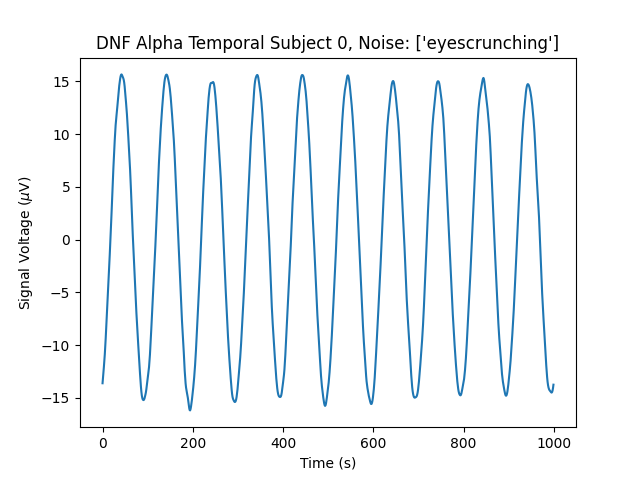 DNF Alpha Temporal Subject 0, Noise: ['eyescrunching']
15
10
5
0
−5
−10
−15
Signal Voltage (μV)
0 200 400 600 800 1000
Time (s)